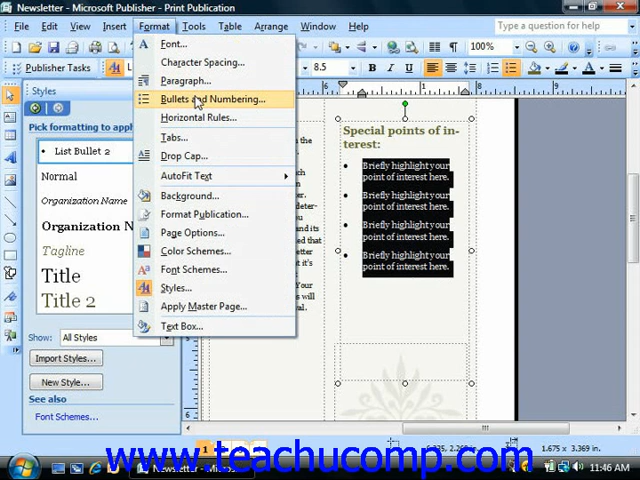 Newsletter - Microsoft Publisher - Print Publication
File Edit View Insert Format Tools Table Arrange Window Help Type a question for help
100%
Publisher Tasks 8.5
Styles
Pick formatting to
List Bullet 2
Normal
Organization Name
Organization N
Tagline
Title
Title 2
Show: All Styles
Import Styles...
New Style...
See also
Font Schemes...
Font...
Character Spacing...
Paragraph...
Bullets and Numbering...
Horizontal Rules...
Tabs...
Drop Cap...
AutoFit Text
Background...
Format Publication...
Page Options...
Color Schemes...
Font Schemes...
Styles...
Apply Master Page...
Text Box...
Special points of in-
terest:
• Briefly highlight your
point of interest here.
• Briefly highlight your
point of interest here.
• Briefly highlight your
point of interest here.
• Briefly highlight your
point of interest here.
1
1.675 x 3.369 in.
www.teachucomp.com
Newsletter - Micros...
11:46 AM